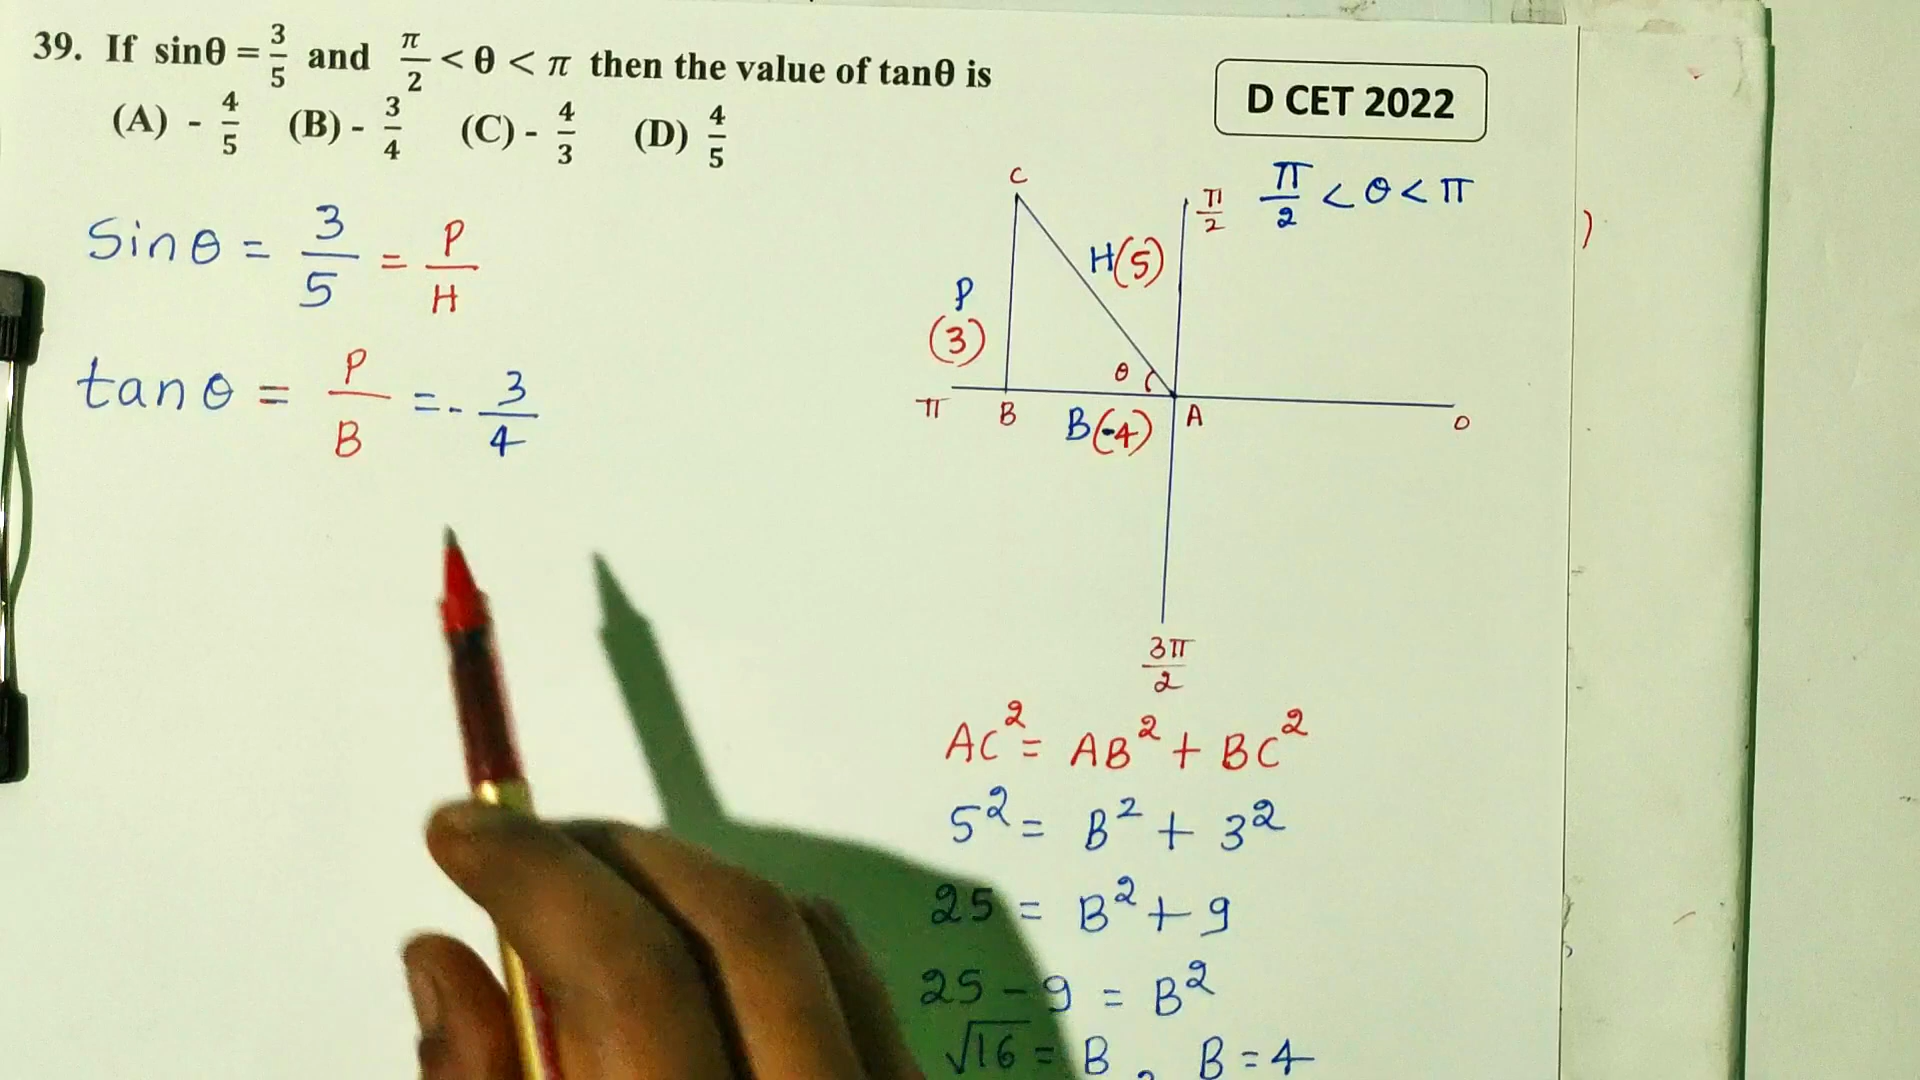 39. If sinθ = 3/5 and π/2 < θ < π then the value of tanθ is
(A) - 4/5 (B) - 3/4 (C) - 4/3 (D) 4/5
D CET 2022
Sinθ = 3/5 = P/H
tanθ = P/B = - 3/4
π/2 < θ < π
C
π/2
H(5)
P
(3)
θ
π
B
B(-4)
A
0
3π/2
AC² = AB² + BC²
5² = B² + 3²
25 = B² + 9
25 - 9 = B²
√16 = B, B = 4